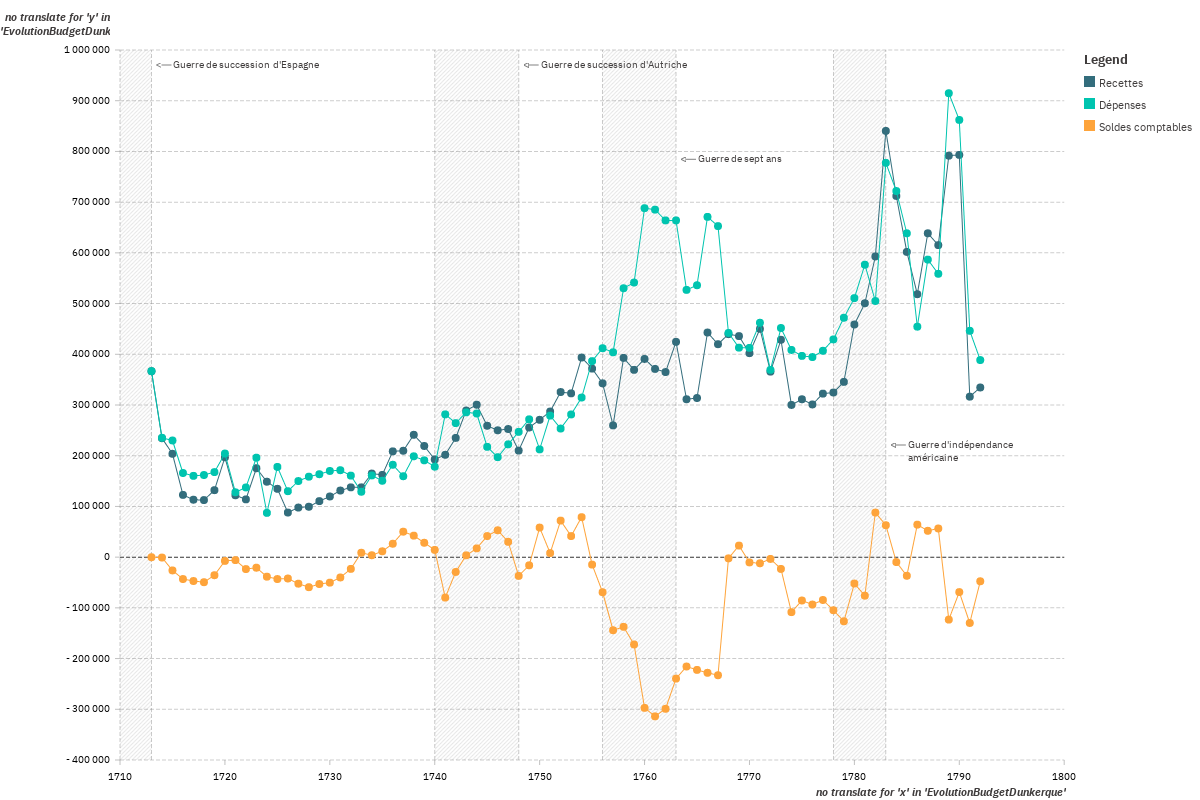 no translate for 'y' in
'EvolutionBudgetDunk
1 000 000
900 000
800 000
700 000
600 000
500 000
400 000
300 000
200 000
100 000
0
- 100 000
- 200 000
- 300 000
- 400 000
1710 1720 1730 1740 1750 1760 1770 1780 1790 1800
no translate for 'x' in 'EvolutionBudgetDunkerque'
Guerre de succession d'Espagne
Guerre de succession d'Autriche
Guerre de sept ans
Guerre d'indépendance
américaine
Legend
Recettes
Dépenses
Soldes comptables